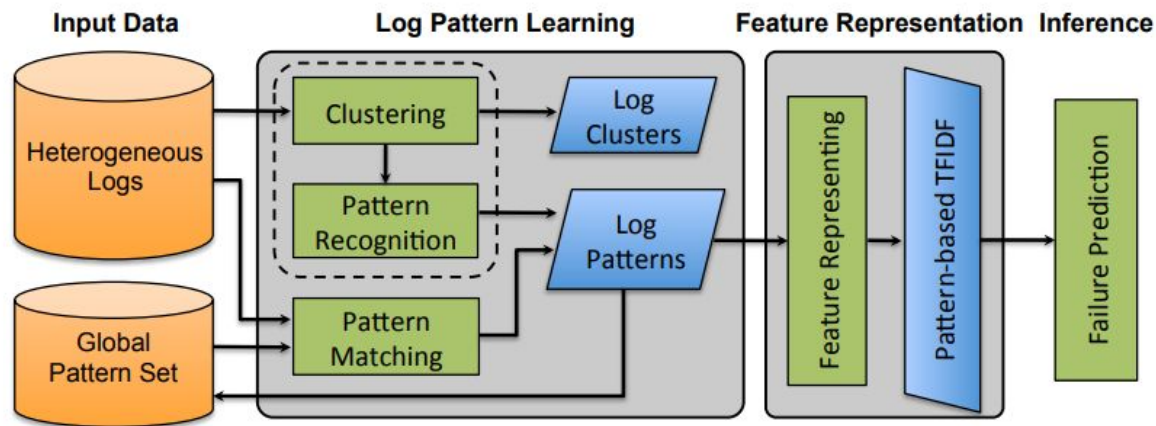 Input Data
Log Pattern Learning
Feature Representation
Inference
Heterogeneous
Logs
Global
Pattern Set
Clustering
Pattern
Recognition
Pattern
Matching
Log
Clusters
Log
Patterns
Feature Representing
Pattern-based TFIDF
Failure Prediction